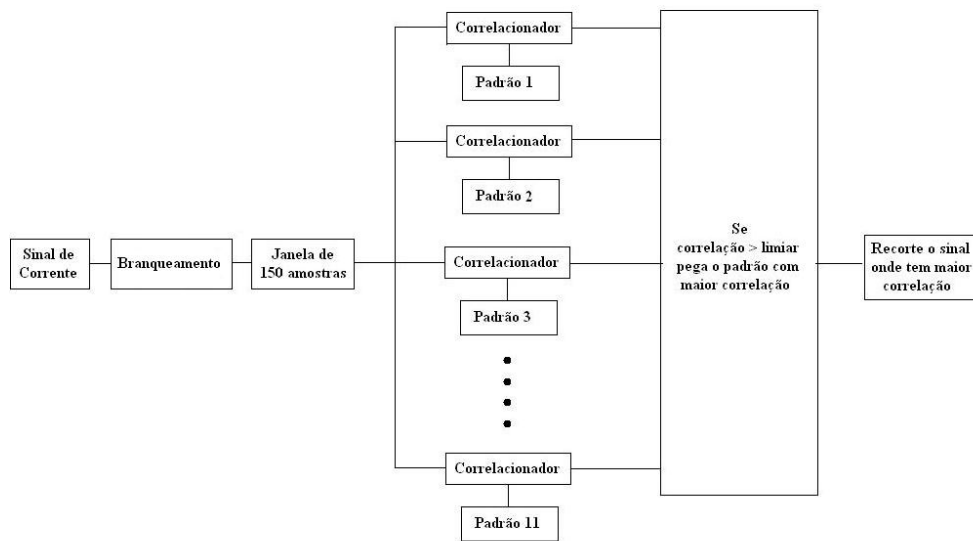 Sinal de
Corrente
Branqueamento
Janela de
150 amostras
Correlacionador
Padrão 1
Correlacionador
Padrão 2
Correlacionador
Padrão 3
Correlacionador
Padrão 11
Se
correlação > limiar
pega o padrão com
maior correlação
Recorte o sinal
onde tem maior
correlação